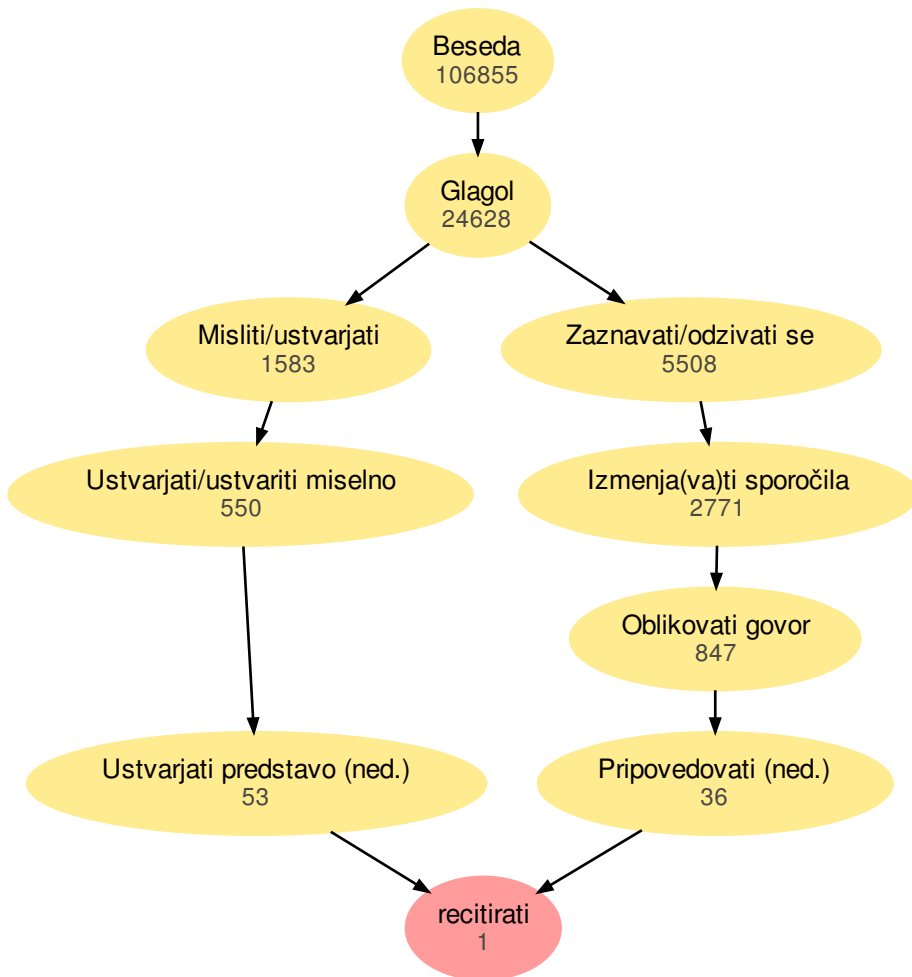 Beseda
106855
Glagol
24628
Misliti/ustvarjati
1583
Zaznavati/odzivati se
5508
Ustvarjati/ustvariti miselno
550
Izmenja(va)ti sporočila
2771
Oblikovati govor
847
Ustvarjati predstavo (ned.)
53
Pripovedovati (ned.)
36
recitirati
1